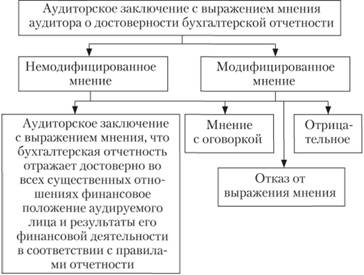 Аудиторское заключение с выражением мнения
аудитора о достоверности бухгалтерской отчетности
Немодифицированное
мнение
Модифицированное
мнение
Аудиторское заключение
с выражением мнения, что
бухгалтерская отчетность
отражает достоверно во
всех существенных отно-
шениях финансовое
положение аудируемого
лица и результаты его
финансовой деятельности
в соответствии с правила-
ми отчетности
Мнение
с оговоркой
Отрица-
тельное
Отказ от
выражения мнения